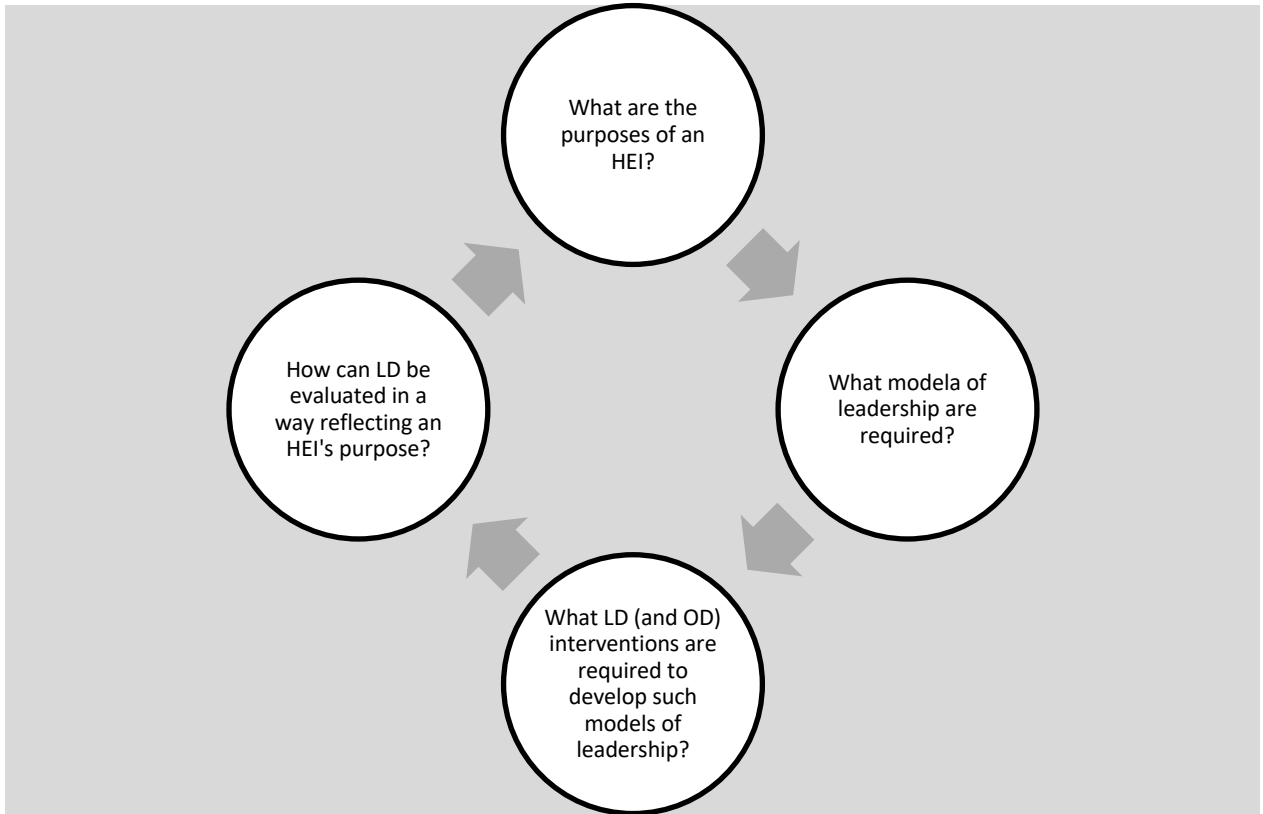 What are the
purposes of an
HEI?
What modela of
leadership are
required?
What LD (and OD)
interventions are
required to
develop such
models of
leadership?
How can LD be
evaluated in a
way reflecting an
HEI's purpose?